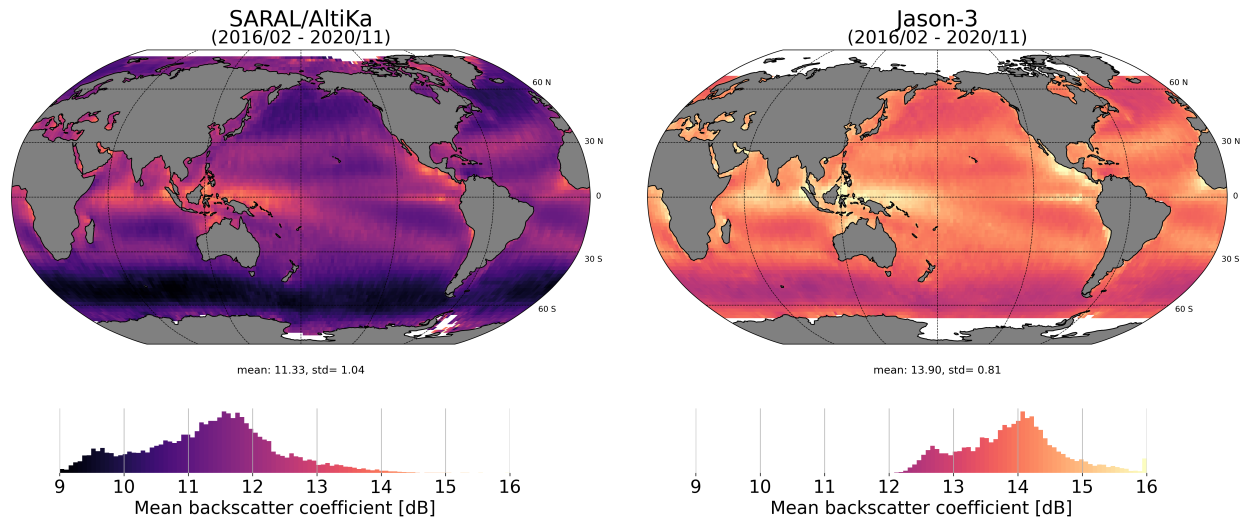 SARAL/AltiKa
(2016/02 - 2020/11)
60 N
30 N
0
30 S
60 S
mean: 11.33, std= 1.04
9 10 11 12 13 14 15 16
Mean backscatter coefficient [dB]
Jason-3
(2016/02 - 2020/11)
60 N
30 N
0
30 S
60 S
mean: 13.90, std= 0.81
9 10 11 12 13 14 15 16
Mean backscatter coefficient [dB]